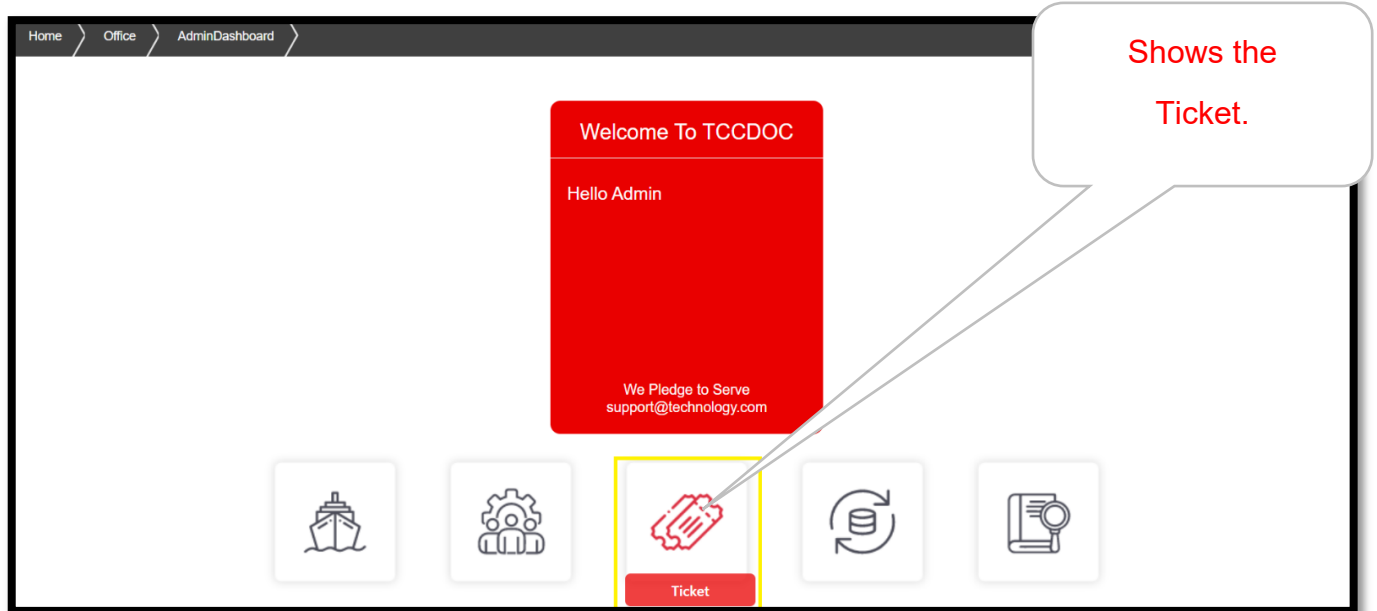 Home Office AdminDashboard
Shows the
Ticket.
Welcome To TCCDOC
Hello Admin
We Pledge to Serve
support@technology.com
Ticket